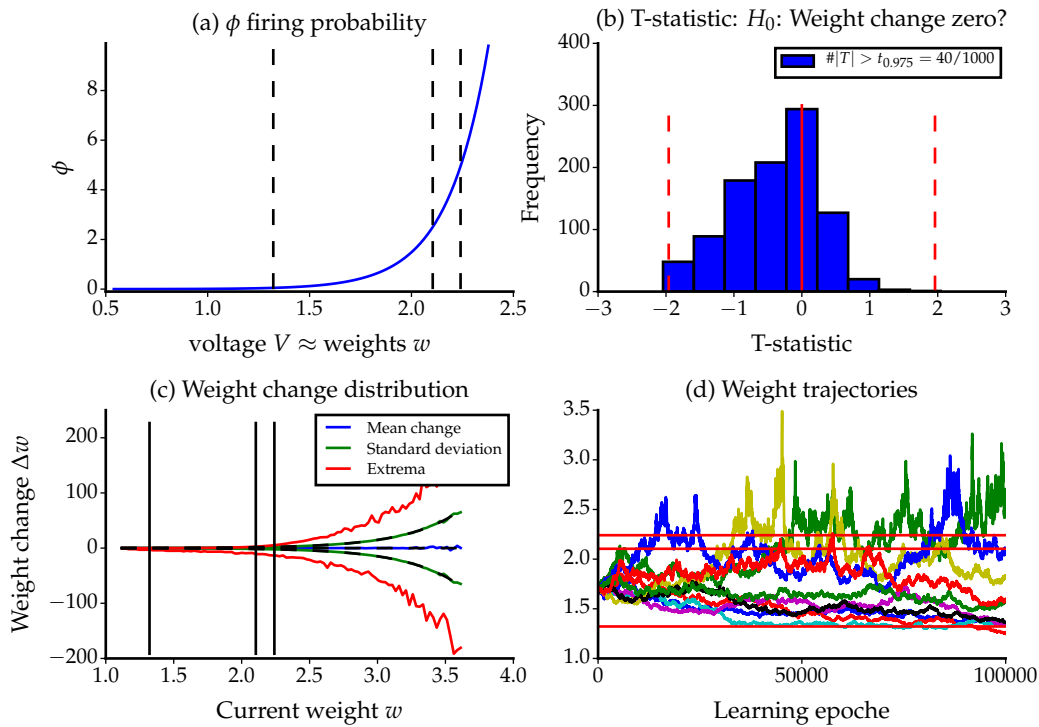 (a) ϕ firing probability
ϕ
8
6
4
2
0
0.5 1.0 1.5 2.0 2.5
voltage V ≈ weights w
(b) T-statistic: H₀: Weight change zero?
#|T| > t₀.₉₇₅ = 40/1000
Frequency
400
300
200
100
0
−3 −2 −1 0 1 2 3
T-statistic
(c) Weight change distribution
Mean change
Standard deviation
Extrema
Weight change Δw
200
100
0
−100
−200
1.0 1.5 2.0 2.5 3.0 3.5 4.0
Current weight w
(d) Weight trajectories
3.5
3.0
2.5
2.0
1.5
1.0
0 50000 100000
Learning epoche